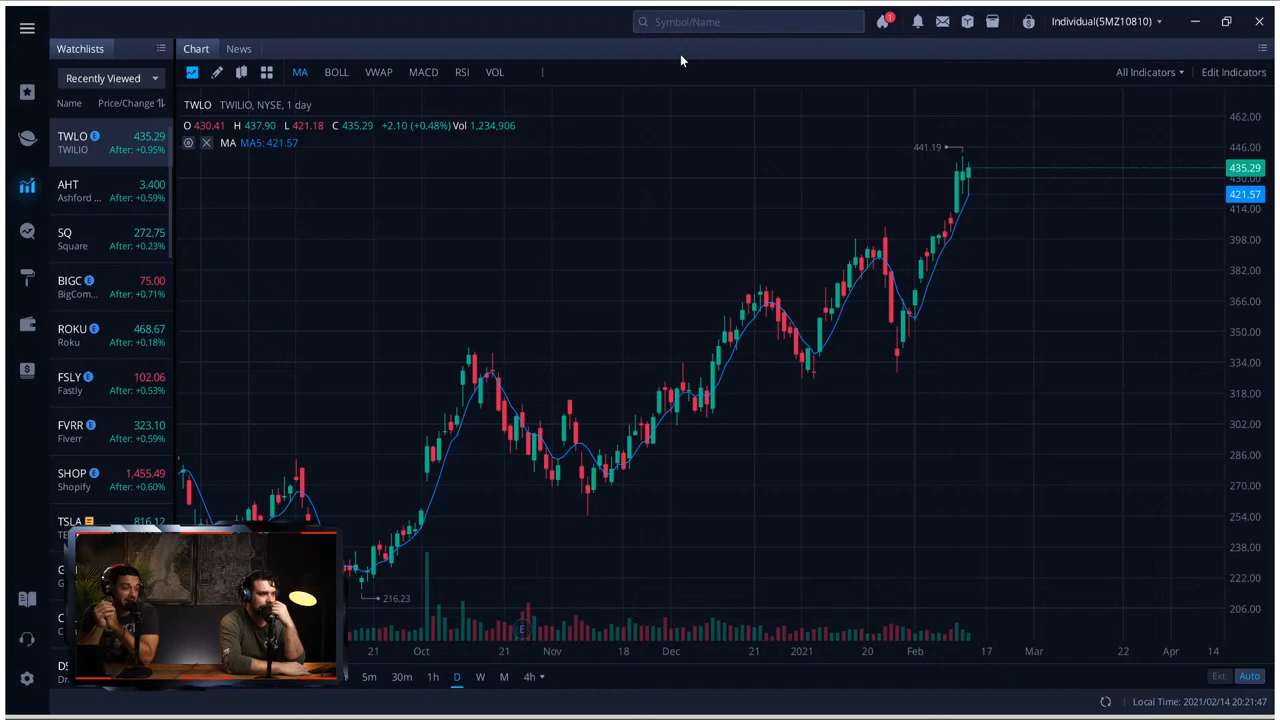 Symbol/Name
1
Individual(5MZ10810)
Watchlists
Chart
News
Recently Viewed
MA
BOLL
VWAP
MACD
RSI
VOL
All Indicators
Edit Indicators
Name
Price/Change
TWLO E 435.29
TWILIO After: +0.95%
AHT 3.400
Ashford ... After: +0.59%
SQ 272.75
Square After: +0.23%
BIGC E 75.00
BigCom... After: +0.71%
ROKU E 468.67
Roku After: +0.18%
FSLY E 102.06
Fastly After: +0.53%
FVRR E 323.10
Fiverr After: +0.59%
SHOP E 1,455.49
Shopify After: +0.60%
TSLA 816.12
TWLO TWILIO, NYSE, 1 day
O 430.41 H 437.90 L 421.18 C 435.29 +2.10 (+0.48%) Vol 1,234,906
MA MA5: 421.57
441.19
216.23
E
462.00
446.00
435.29
430.00
421.57
414.00
398.00
382.00
366.00
350.00
334.00
318.00
302.00
286.00
270.00
254.00
238.00
222.00
206.00
21 Oct 21 Nov 18 Dec 21 2021 20 Feb 17 Mar 22 Apr 14
5m 30m 1h D W M 4h
Ext. Auto
Local Time: 2021/02/14 20:21:47